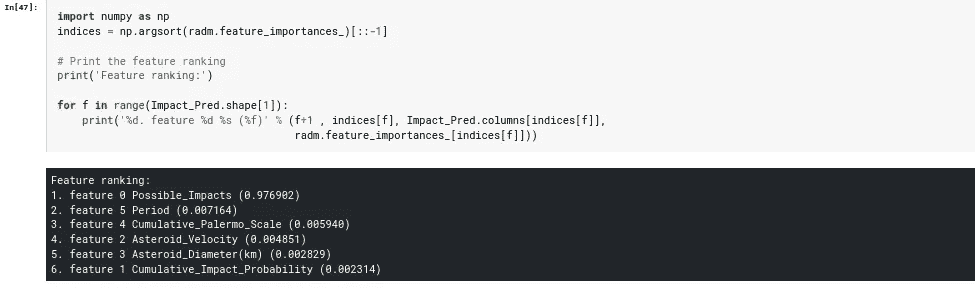 In[47]:
import numpy as np
indices = np.argsort(radm.feature_importances_)[::-1]
# Print the feature ranking
print('Feature ranking:')
for f in range(Impact_Pred.shape[1]):
    print('%d. feature %d %s (%f)' % (f+1 , indices[f], Impact_Pred.columns[indices[f]],
                                      radm.feature_importances_[indices[f]]))
Feature ranking:
1. feature 0 Possible_Impacts (0.976902)
2. feature 5 Period (0.007164)
3. feature 4 Cumulative_Palermo_Scale (0.005940)
4. feature 2 Asteroid_Velocity (0.004851)
5. feature 3 Asteroid_Diameter(km) (0.002829)
6. feature 1 Cumulative_Impact_Probability (0.002314)